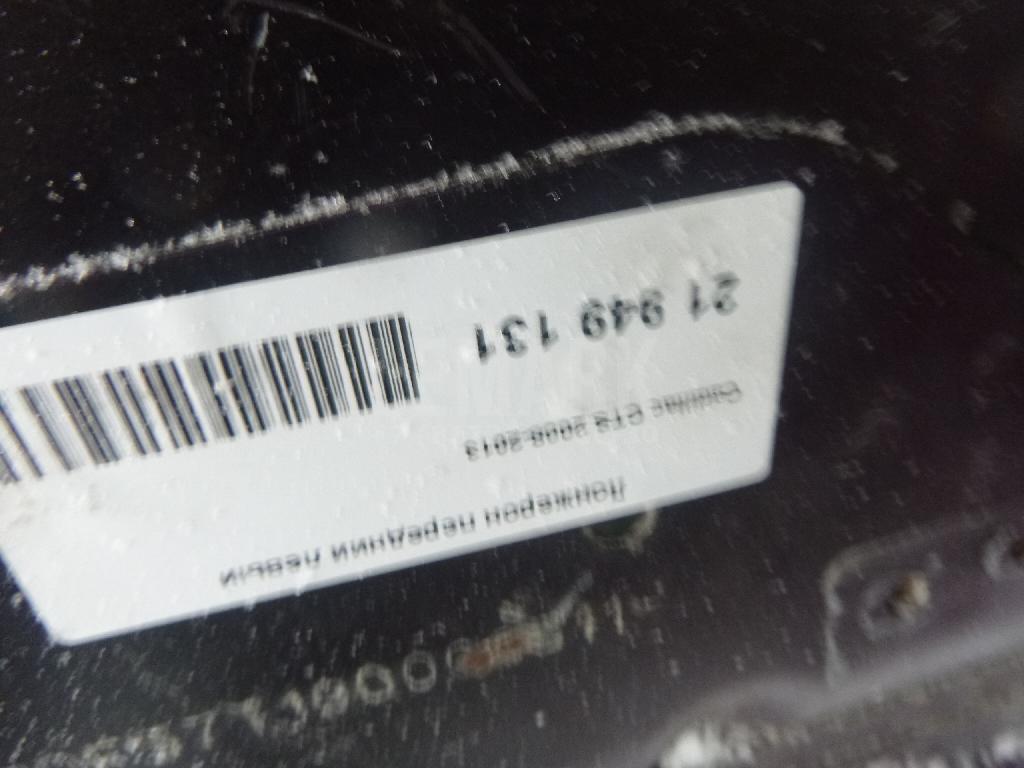 21 949 131
Cadillac CTS 2008-2013
Лонжерон передний левый